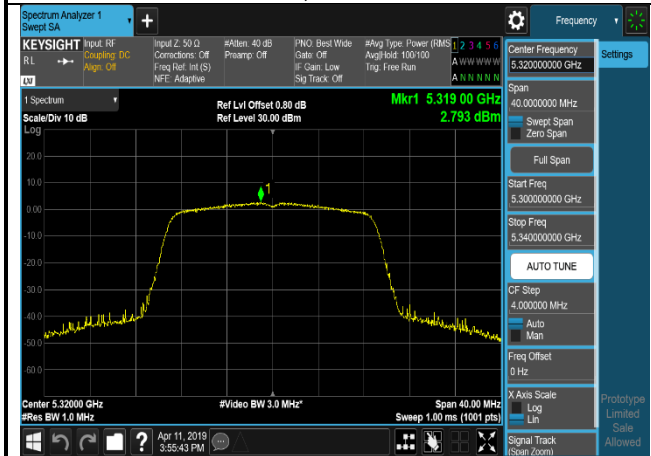 Spectrum Analyzer 1
Swept SA
+
Frequency
KEYSIGHT
RL
LXI
Input: RF
Coupling: DC
Align: Off
Input Z: 50 Ω
Corrections: Off
Freq Ref: Int (S)
NFE: Adaptive
#Atten: 40 dB
Preamp: Off
PNO: Best Wide
Gate: Off
IF Gain: Low
Sig Track: Off
#Avg Type: Power (RMS
Avg|Hold: 100/100
Trig: Free Run
1 2 3 4 5 6
A W W W W W
A N N N N N
1 Spectrum
Scale/Div 10 dB
Log
Ref Lvl Offset 0.80 dB
Ref Level 30.00 dBm
Mkr1 5.319 00 GHz
2.793 dBm
20.0
10.0
0.00
-10.0
-20.0
-30.0
-40.0
-50.0
-60.0
1
Center 5.32000 GHz
#Res BW 1.0 MHz
#Video BW 3.0 MHz*
Span 40.00 MHz
Sweep 1.00 ms (1001 pts)
?
Apr 11, 2019
3:55:43 PM
Center Frequency
5.320000000 GHz
Span
40.0000000 MHz
Swept Span
Zero Span
Full Span
Start Freq
5.300000000 GHz
Stop Freq
5.340000000 GHz
AUTO TUNE
CF Step
4.000000 MHz
Auto
Man
Freq Offset
0 Hz
X Axis Scale
Log
Lin
Signal Track
(Span Zoom)
Settings
Prototype
Limited
Sale
Allowed